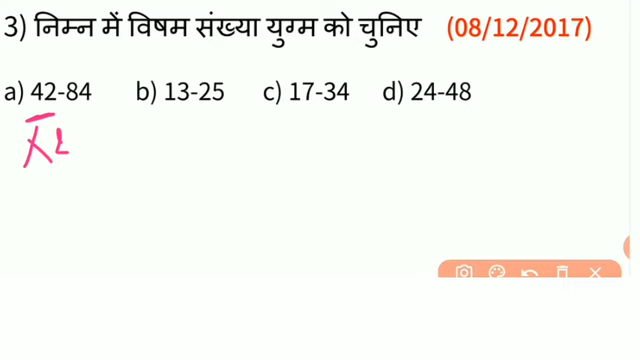 3) निम्न में विषम संख्या युग्म को चुनिए (08/12/2017)
a) 42-84 b) 13-25 c) 17-34 d) 24-48